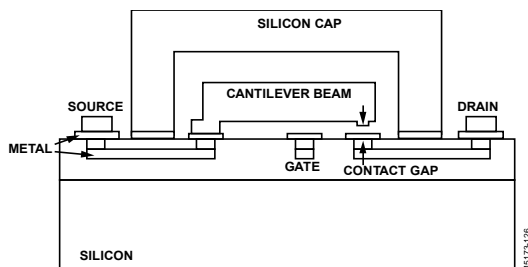 SILICON CAP
SOURCE
CANTILEVER BEAM
DRAIN
METAL
GATE
CONTACT GAP
SILICON